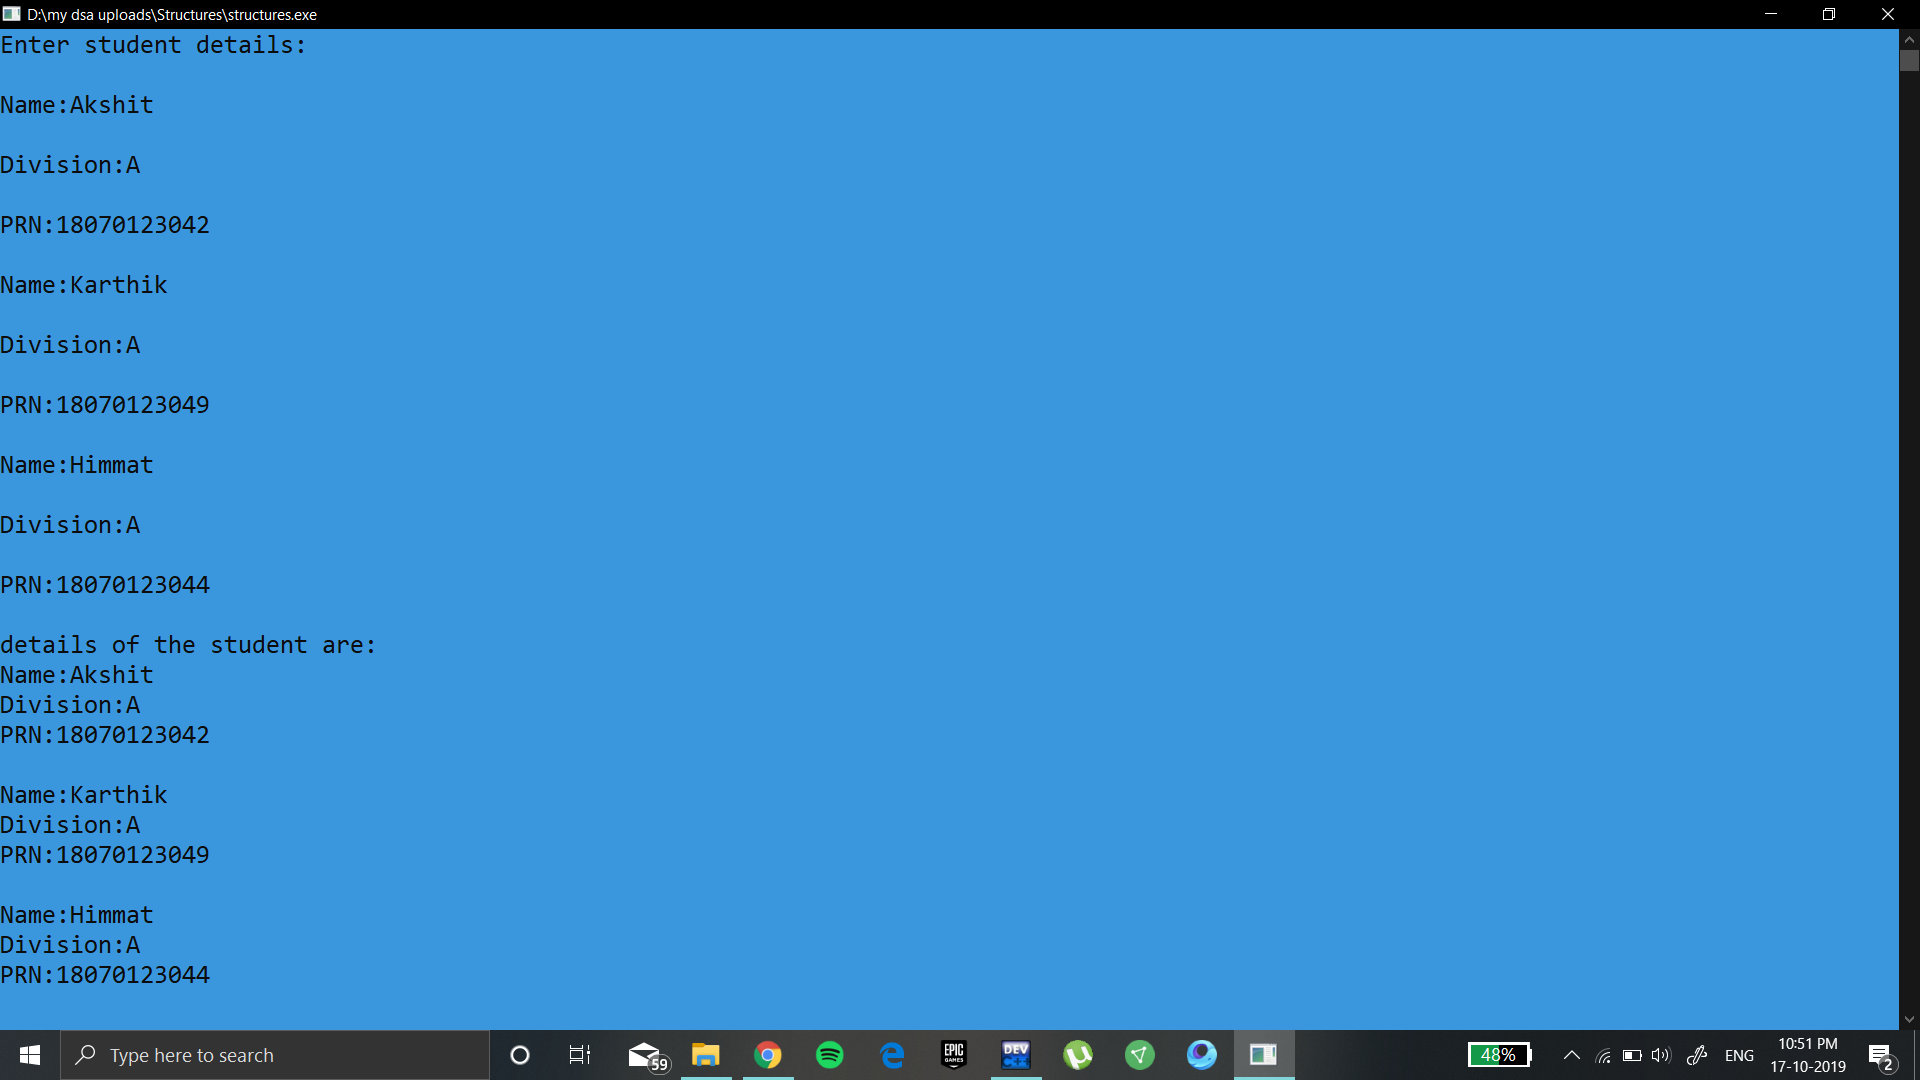 D:\my dsa uploads\Structures\structures.exe
Enter student details:
Name:Akshit
Division:A
PRN:18070123042
Name:Karthik
Division:A
PRN:18070123049
Name:Himmat
Division:A
PRN:18070123044
details of the student are:
Name:Akshit
Division:A
PRN:18070123042
Name:Karthik
Division:A
PRN:18070123049
Name:Himmat
Division:A
PRN:18070123044
Type here to search
59
EPIC
GAMES
DEV
C++
48%
ENG
10:51 PM
17-10-2019
2